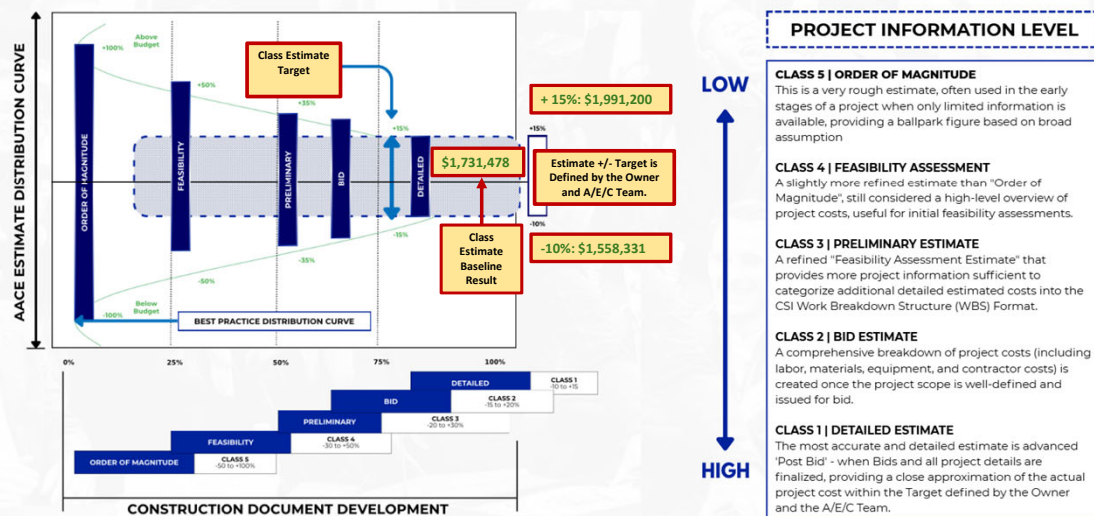 AACE ESTIMATE DISTRIBUTION CURVE
+100%
Above
Budget
+50%
+35%
+15%
Class Estimate
Target
ORDER OF MAGNITUDE
FEASIBILITY
PRELIMINARY
BID
DETAILED
$1,731,478
+ 15%: $1,991,200
+15%
Estimate +/- Target is
Defined by the Owner
and A/E/C Team.
-10%
-10%: $1,558,331
Class
Estimate
Baseline
Result
-15%
-35%
-50%
-100%
Below
Budget
BEST PRACTICE DISTRIBUTION CURVE
0%
25%
50%
75%
100%
DETAILED
CLASS 1
-10 to +15
BID
CLASS 2
-15 to +20%
PRELIMINARY
CLASS 3
-20 to +30%
FEASIBILITY
CLASS 4
-30 to +50%
ORDER OF MAGNITUDE
CLASS 5
-50 to +100%
CONSTRUCTION DOCUMENT DEVELOPMENT
LOW
HIGH
PROJECT INFORMATION LEVEL
CLASS 5 | ORDER OF MAGNITUDE
This is a very rough estimate, often used in the early
stages of a project when only limited information is
available, providing a ballpark figure based on broad
assumption
CLASS 4 | FEASIBILITY ASSESSMENT
A slightly more refined estimate than "Order of
Magnitude", still considered a high-level overview of
project costs, useful for initial feasibility assessments.
CLASS 3 | PRELIMINARY ESTIMATE
A refined "Feasibility Assessment Estimate" that
provides more project information sufficient to
categorize additional detailed estimated costs into the
CSI Work Breakdown Structure (WBS) Format.
CLASS 2 | BID ESTIMATE
A comprehensive breakdown of project costs (including
labor, materials, equipment, and contractor costs) is
created once the project scope is well-defined and
issued for bid.
CLASS 1 | DETAILED ESTIMATE
The most accurate and detailed estimate is advanced
'Post Bid' - when Bids and all project details are
finalized, providing a close approximation of the actual
project cost within the Target defined by the Owner
and the A/E/C Team.